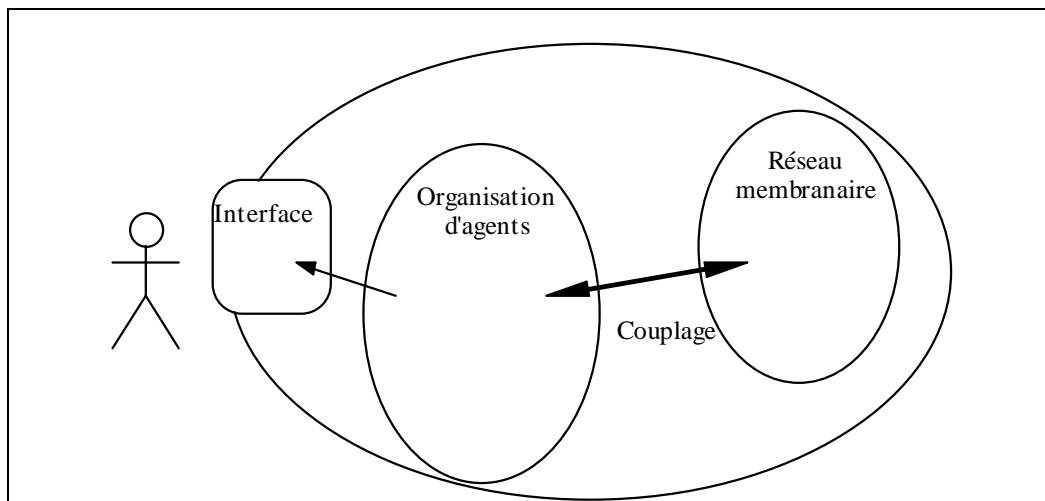 Interface
Organisation
d'agents
Réseau
membranaire
Couplage